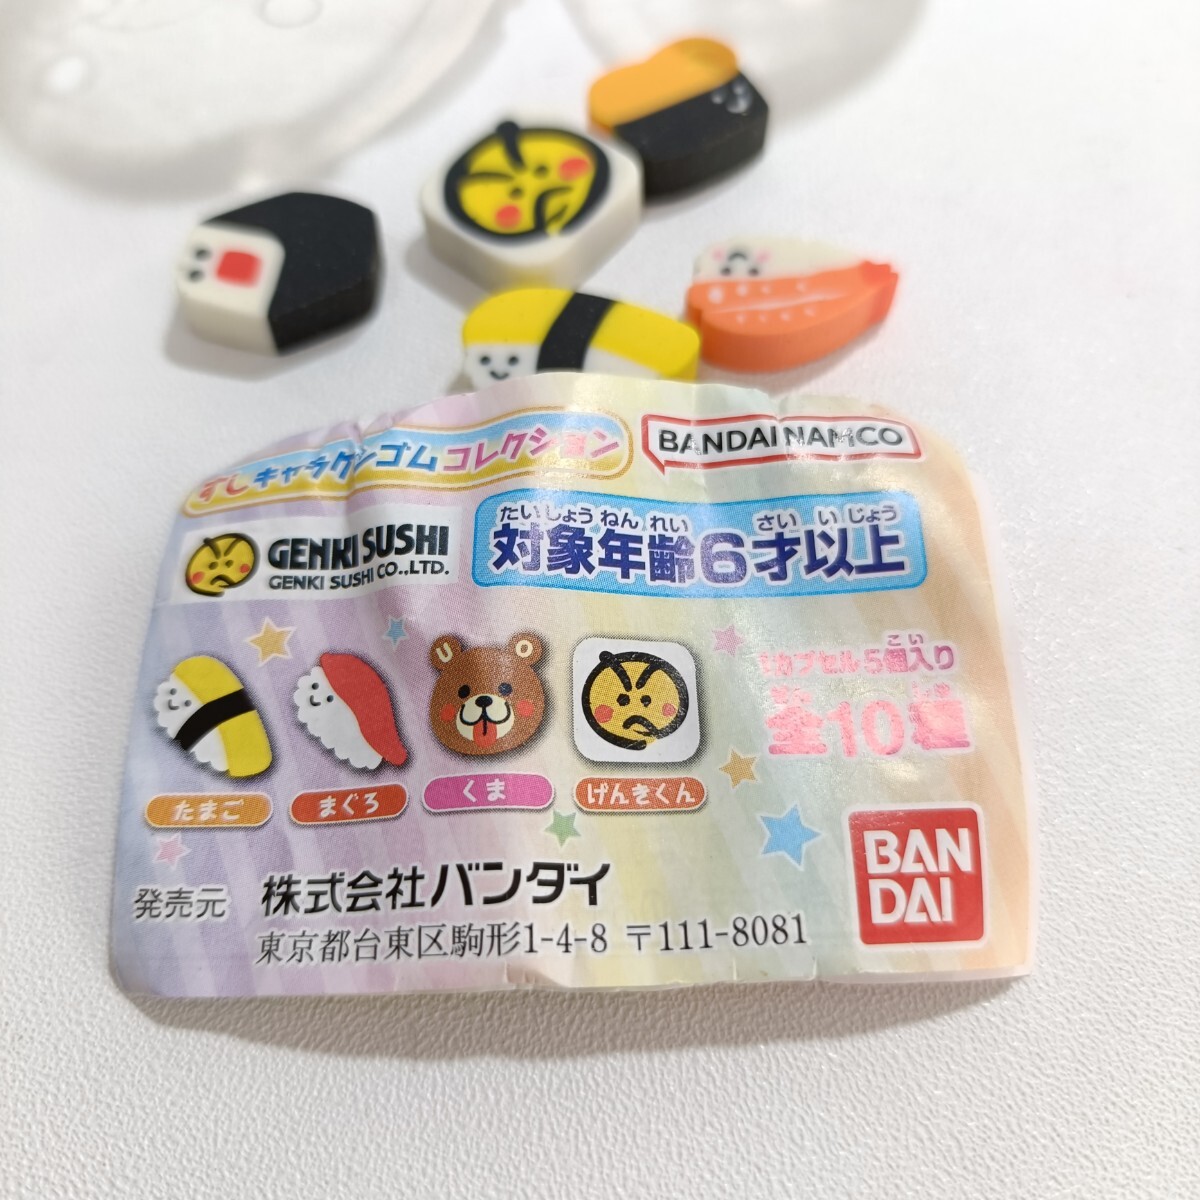 すしキャラクンゴムコレクション
BANDAI NAMCO
GENKI SUSHI
GENKI SUSHI CO.,LTD.
たいしょうねんれい さいいじょう
対象年齢6才以上
こい
1カプセル5個入り
全10種
U O
たまご
まぐろ
くま
げんきくん
発売元 株式会社バンダイ
東京都台東区駒形1-4-8 〒111-8081
BAN
DAI